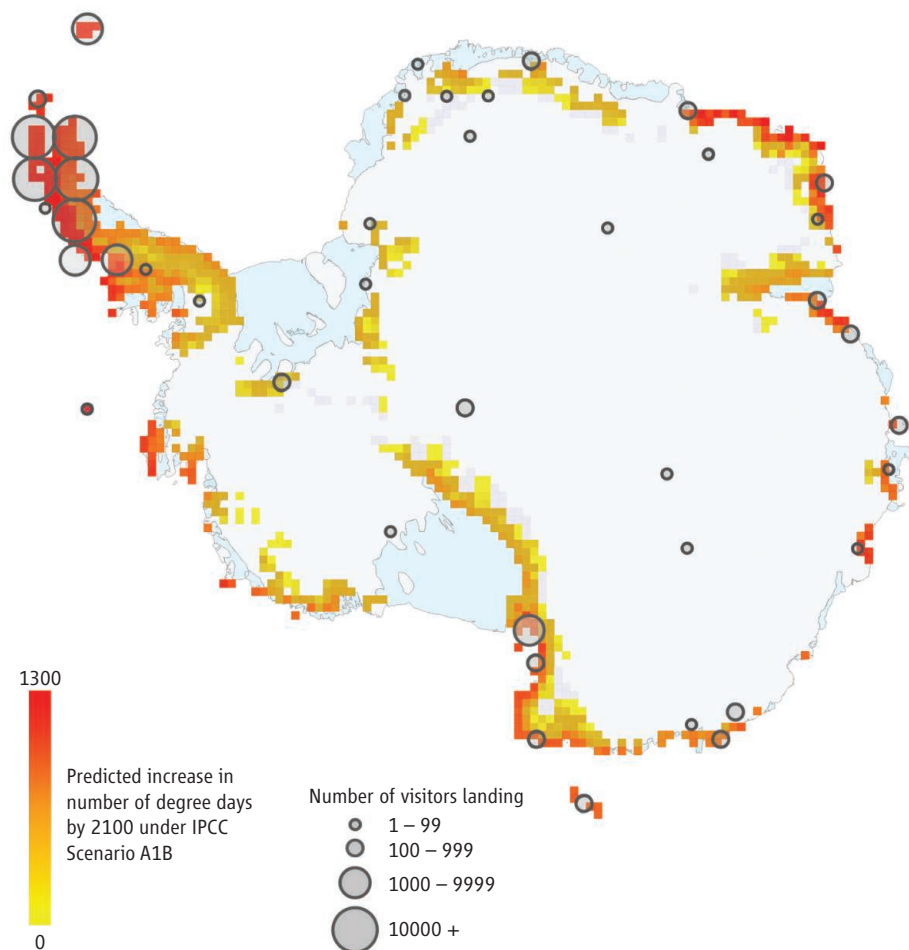 1300
Predicted increase in
number of degree days
by 2100 under IPCC
Scenario A1B
0
Number of visitors landing
1 – 99
100 – 999
1000 – 9999
10000 +